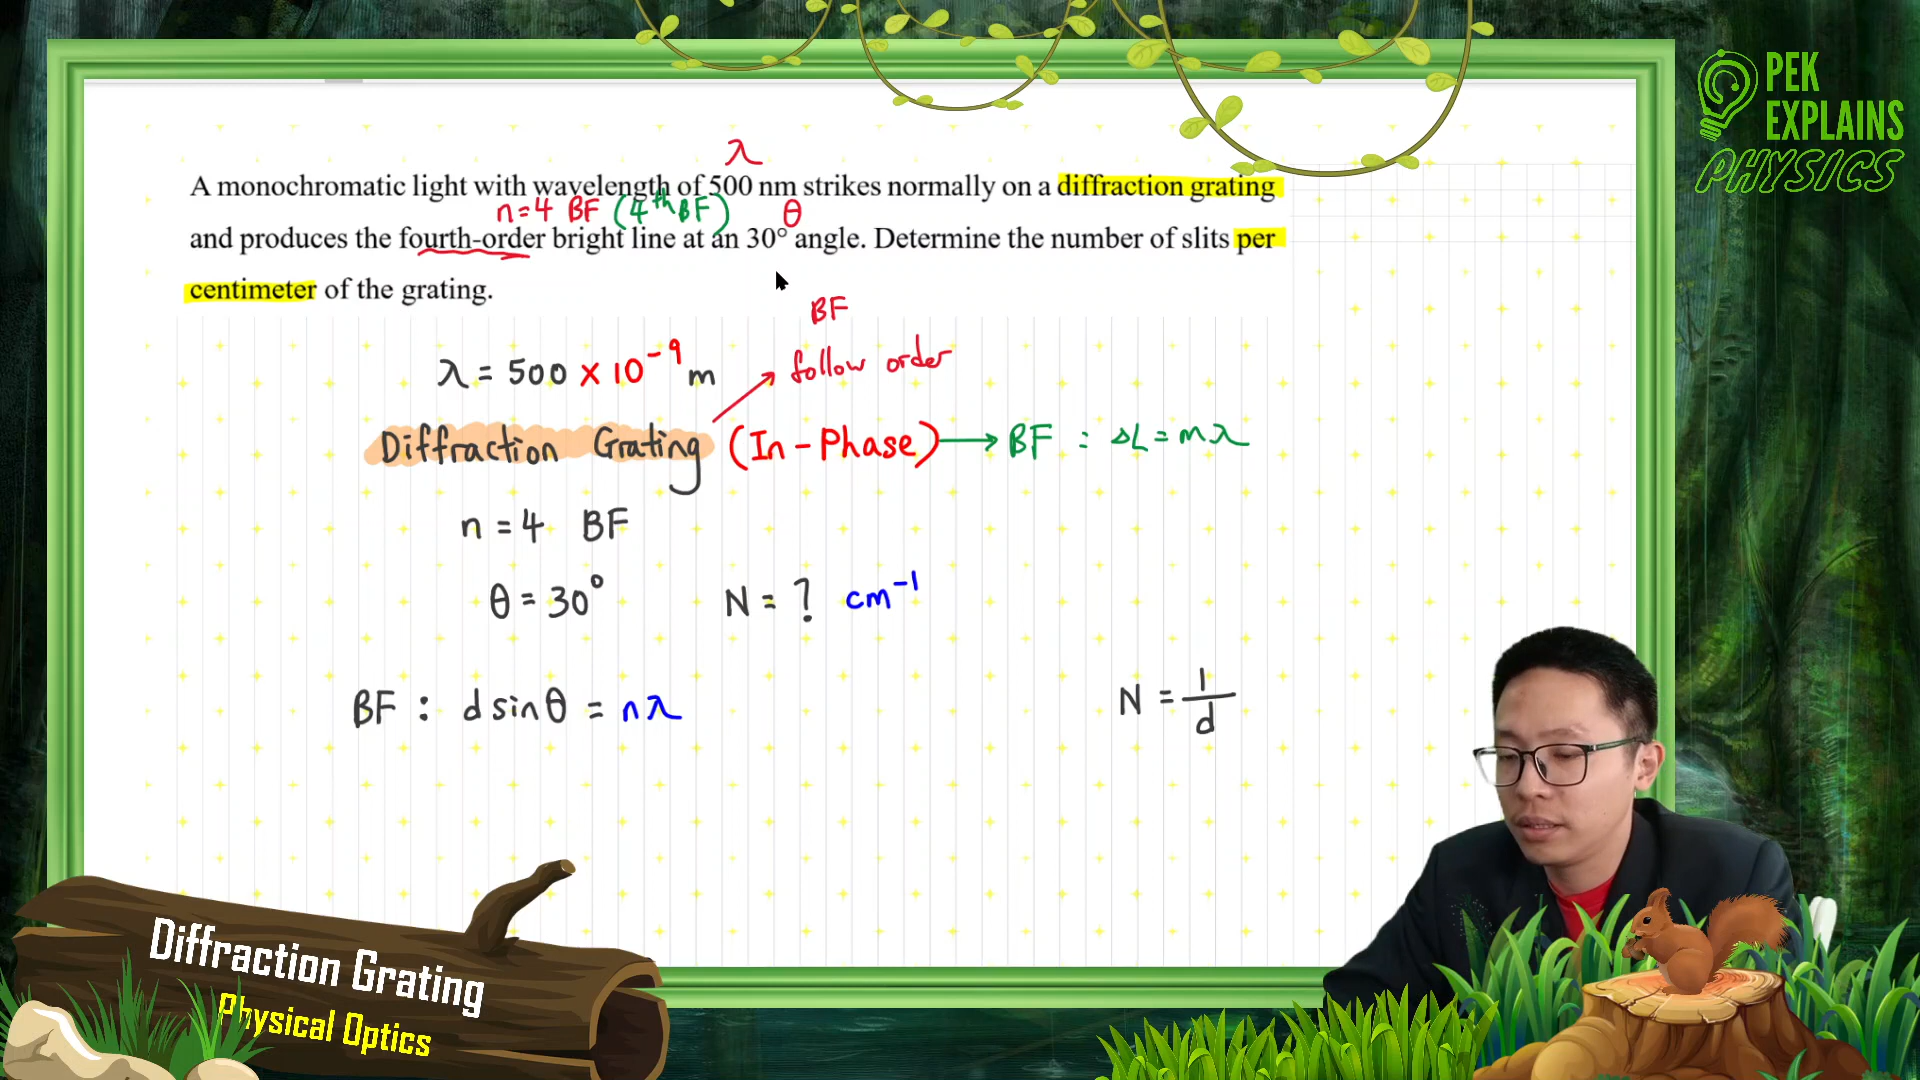 PEK
EXPLAINS
PHYSICS
λ
A monochromatic light with wavelength of 500 nm strikes normally on a diffraction grating
n=4 BF (4th BF) θ
and produces the fourth-order bright line at an 30° angle. Determine the number of slits per
centimeter of the grating.
BF
follow order
λ = 500 × 10⁻⁹ m
Diffraction Grating (In-Phase) → BF : ΔL = mλ
n = 4 BF
θ = 30° N = ? cm⁻¹
BF : d sinθ = nλ N = 1/d
Diffraction Grating
Physical Optics